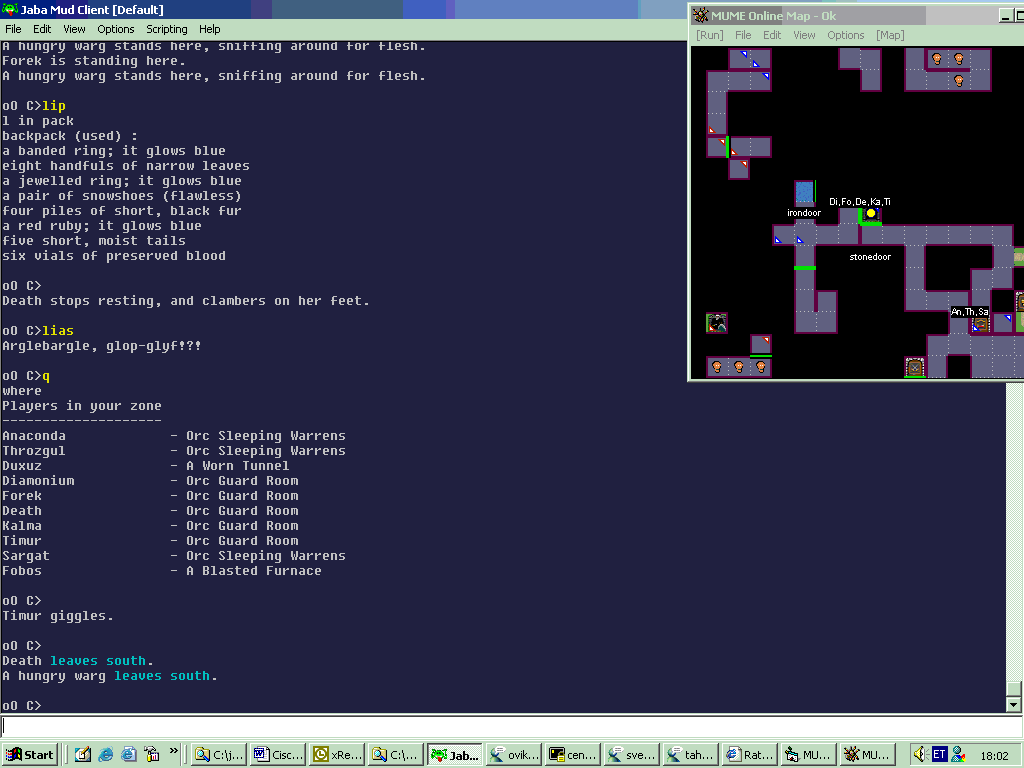 Jaba Mud Client [Default]
File Edit View Options Scripting Help
A hungry warg stands here, sniffing around for flesh.
Forek is standing here.
A hungry warg stands here, sniffing around for flesh.
oO C>lip
l in pack
backpack (used) :
a banded ring; it glows blue
eight handfuls of narrow leaves
a jewelled ring; it glows blue
a pair of snowshoes (flawless)
four piles of short, black fur
a red ruby; it glows blue
five short, moist tails
six vials of preserved blood
oO C>
Death stops resting, and clambers on her feet.
oO C>lias
Arglebargle, glop-glyf!?!
oO C>q
where
Players in your zone
--------------------
Anaconda - Orc Sleeping Warrens
Throzgul - Orc Sleeping Warrens
Duxuz - A Worn Tunnel
Diamonium - Orc Guard Room
Forek - Orc Guard Room
Death - Orc Guard Room
Kalma - Orc Guard Room
Timur - Orc Guard Room
Sargat - Orc Sleeping Warrens
Fobos - A Blasted Furnace
oO C>
Timur giggles.
oO C>
Death leaves south.
A hungry warg leaves south.
oO C>
MUME Online Map - Ok
[Run] File Edit View Options [Map]
Di,Fo,De,Ka,Ti
irondoor
stonedoor
An,Th,Sa
Start » C:\j... Cisc... xRe... C:\... Jab... ovik... cen... sve... tah... Rat... MU... MU... ET 18:02